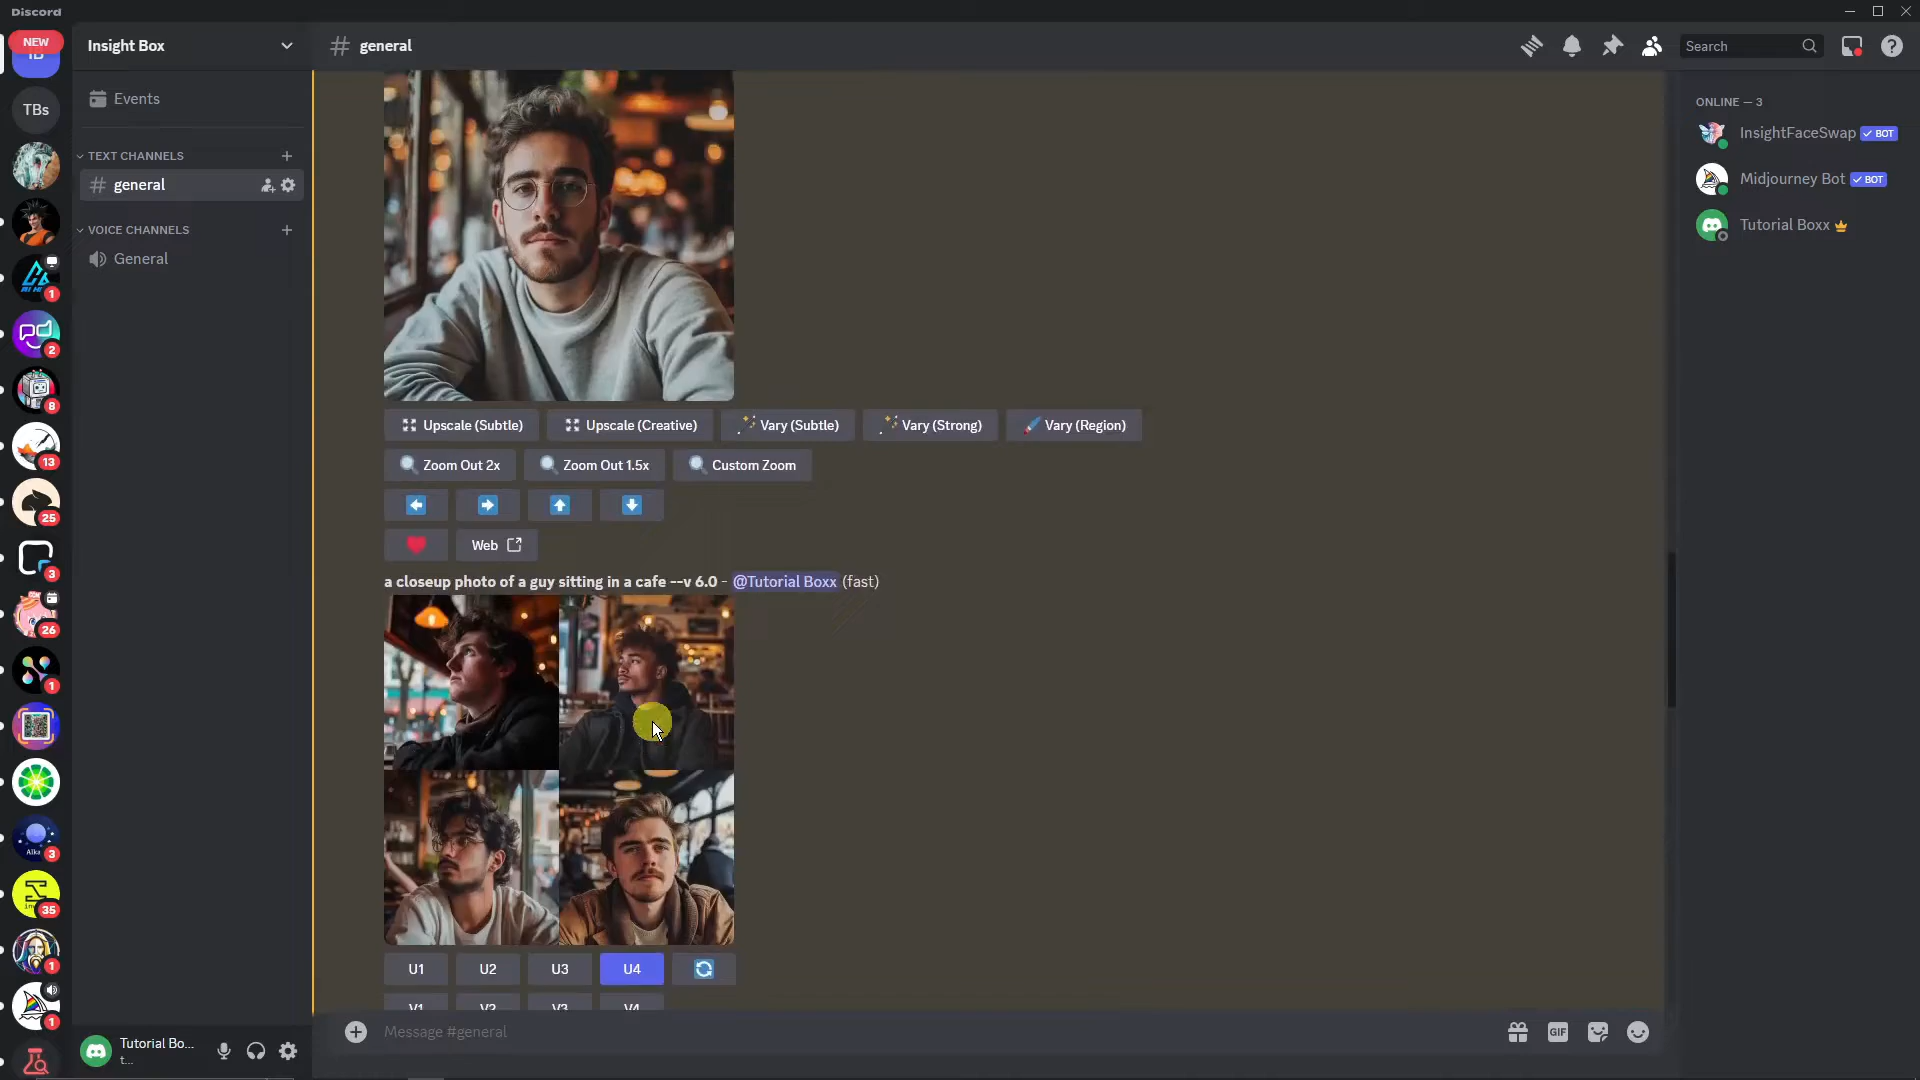 Discord
NEW
Insight Box
general
Search
TBs
Events
TEXT CHANNELS
general
VOICE CHANNELS
General
1
2
8
13
25
3
26
1
3
35
1
1
Upscale (Subtle)
Upscale (Creative)
Vary (Subtle)
Vary (Strong)
Vary (Region)
Zoom Out 2x
Zoom Out 1.5x
Custom Zoom
Web
a closeup photo of a guy sitting in a cafe --v 6.0 - @Tutorial Boxx (fast)
U1 U2 U3 U4
V1 V2 V3 V4
Message #general
GIF
Tutorial Bo...
t...
ONLINE — 3
InsightFaceSwap BOT
Midjourney Bot BOT
Tutorial Boxx